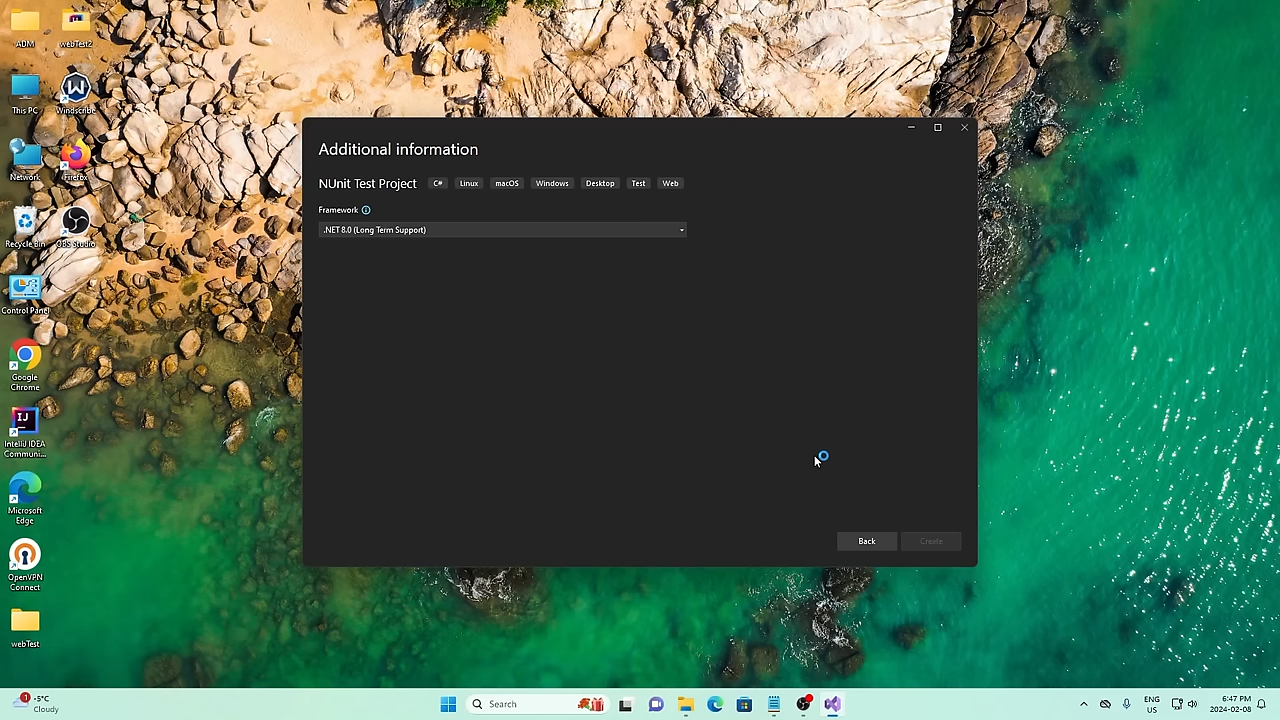 ADM
webTest2
This PC
Windscribe
Network
Firefox
Recycle Bin
OBS Studio
Control Panel
Google
Chrome
IntelliJ IDEA
Communi...
Microsoft
Edge
OpenVPN
Connect
webTest
Additional information
NUnit Test Project
C#
Linux
macOS
Windows
Desktop
Test
Web
Framework
.NET 8.0 (Long Term Support)
Back
Create
1
-5°C
Cloudy
Search
ENG
US
6:47 PM
2024-02-08